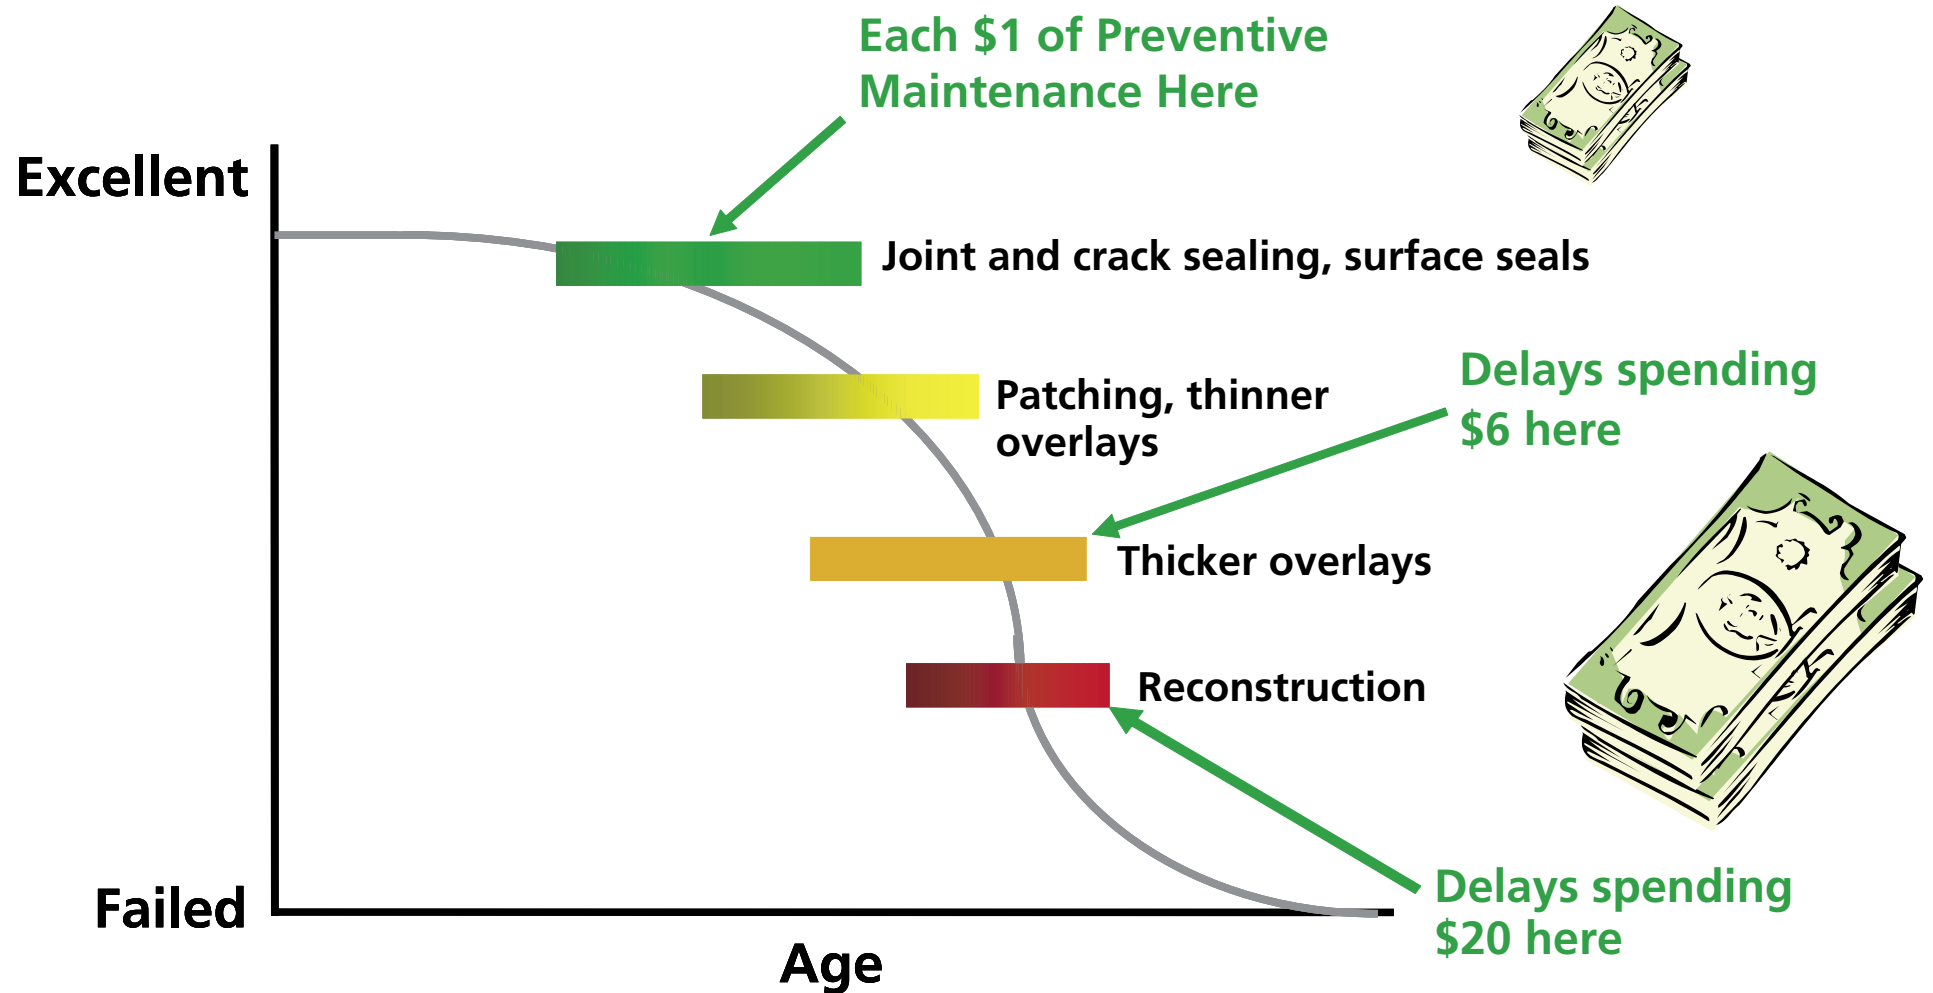 Each $1 of Preventive
Maintenance Here
Excellent
Joint and crack sealing, surface seals
Delays spending
$6 here
Patching, thinner
overlays
Thicker overlays
Reconstruction
Delays spending
$20 here
Failed
Age